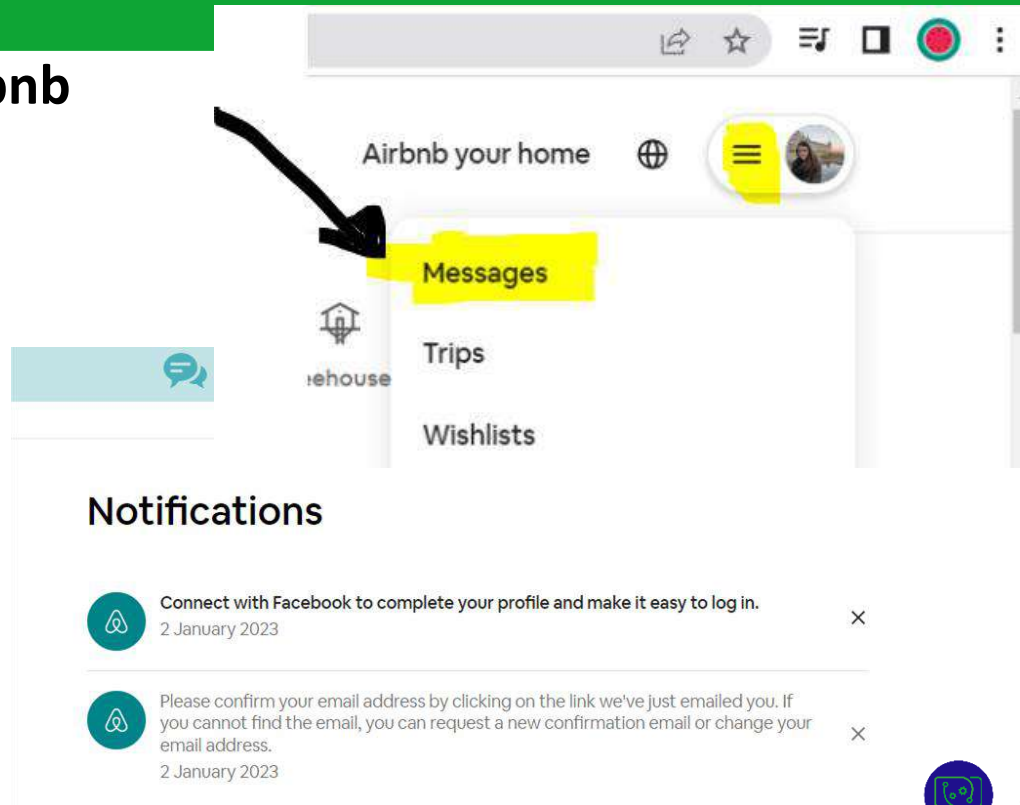 bnb
Airbnb your home
Messages
Trips
Wishlists
eehouse
Notifications
Connect with Facebook to complete your profile and make it easy to log in.
2 January 2023
Please confirm your email address by clicking on the link we've just emailed you. If
you cannot find the email, you can request a new confirmation email or change your
email address.
2 January 2023